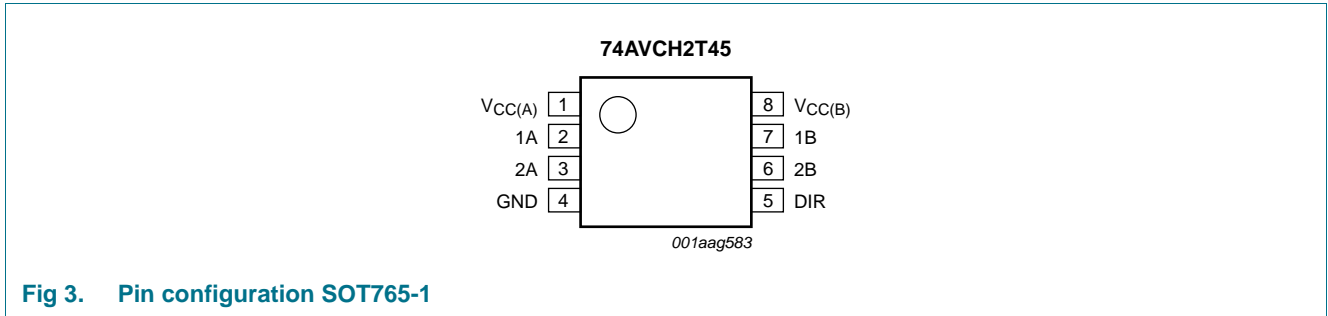 74AVCH2T45
VCC(A) 1 8 VCC(B)
1A 2 7 1B
2A 3 6 2B
GND 4 5 DIR
001aag583
Fig 3. Pin configuration SOT765-1